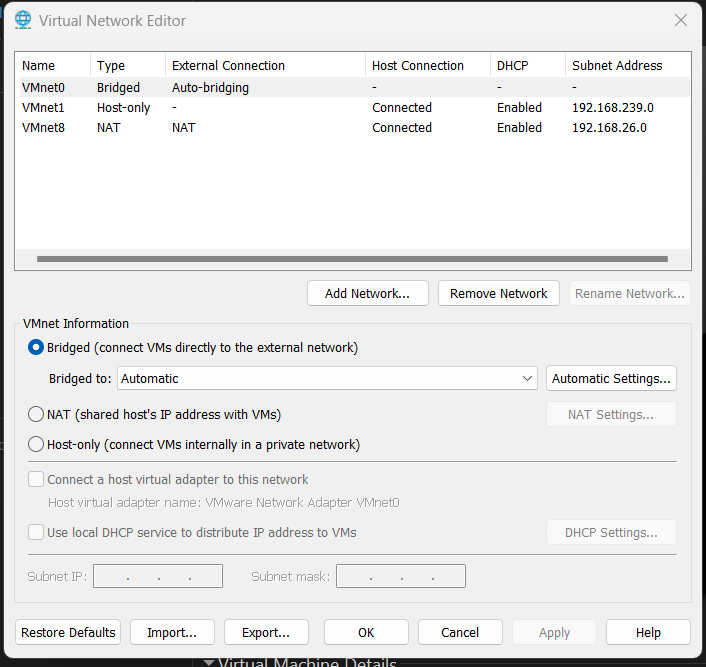 Virtual Network Editor
Name Type External Connection Host Connection DHCP Subnet Address
VMnet0 Bridged Auto-bridging - - -
VMnet1 Host-only - Connected Enabled 192.168.239.0
VMnet8 NAT NAT Connected Enabled 192.168.26.0
Add Network... Remove Network Rename Network...
VMnet Information
Bridged (connect VMs directly to the external network)
Bridged to: Automatic Automatic Settings...
NAT (shared host's IP address with VMs) NAT Settings...
Host-only (connect VMs internally in a private network)
Connect a host virtual adapter to this network
Host virtual adapter name: VMware Network Adapter VMnet0
Use local DHCP service to distribute IP address to VMs DHCP Settings...
Subnet IP: . . . Subnet mask: . . .
Restore Defaults Import... Export... OK Cancel Apply Help
Virtual Machine Details